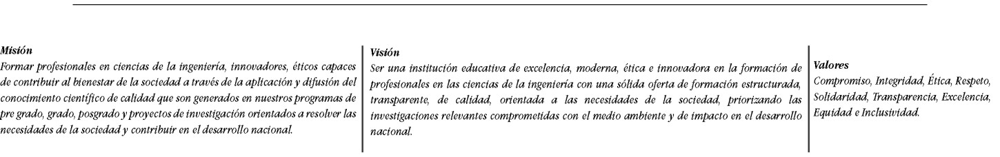 Misión
Formar profesionales en ciencias de la ingeniería, innovadores, éticos capaces
de contribuir al bienestar de la sociedad a través de la aplicación y difusión del
conocimiento científico de calidad que son generados en nuestros programas de
pre grado, grado, posgrado y proyectos de investigación orientados a resolver las
necesidades de la sociedad y contribuir en el desarrollo nacional.
Visión
Ser una institución educativa de excelencia, moderna, ética e innovadora en la formación de
profesionales en las ciencias de la ingeniería con una sólida oferta de formación estructurada,
transparente, de calidad, orientada a las necesidades de la sociedad, priorizando las
investigaciones relevantes comprometidas con el medio ambiente y de impacto en el desarrollo
nacional.
Valores
Compromiso, Integridad, Ética, Respeto,
Solidaridad, Transparencia, Excelencia,
Equidad e Inclusividad.